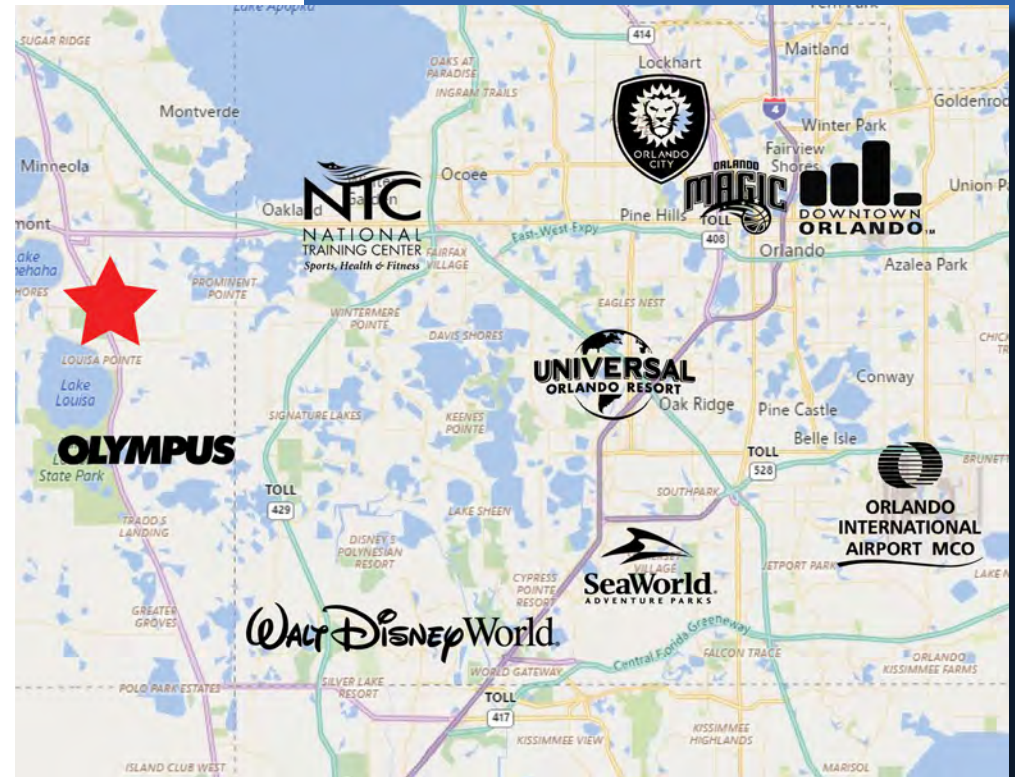 Lake Apopka
SUGAR RIDGE
414
Maitland
Lockhart
OAKS AT
PARADISE
INGRAM TRAILS
Montverde
4
Goldenrod
Winter Park
Fairview
Shores
ORLANDO
CITY
Minneola
Ocoee
ORLANDO
MAGIC
NTC
NATIONAL
TRAINING CENTER
Sports, Health & Fitness
Garden
Oakland
DOWNTOWN
ORLANDO
Union
mont
Pine Hills
TOLL
408
East-West Expy
Orlando
FAIRFAX
VILLAGE
Azalea Park
Lake
nehaha
HORES
PROMINENT
POINTE
EAGLES NEST
WINTERMERE
POINTE
DAVIS SHORES
LOUISA POINTE
UNIVERSAL
ORLANDO RESORT
Lake
Louisa
Conway
Oak Ridge
Pine Castle
SIGNATURE LAKES
KEENES
POINTE
Belle Isle
OLYMPUS
State Park
TOLL
528
TOLL
429
SOUTHPARK
ORLANDO
INTERNATIONAL
AIRPORT MCO
LAKE SHEEN
TRADD'S
LANDING
DISNEY'S
POLYNESIAN
RESORT
VILLAGE
JETPORT PARK
CYPRESS
POINTE
RESORT
SeaWorld
ADVENTURE PARKS
GREATER
GROVES
Walt Disney World
Central Florida Greeneway
FALCON TRACE
ORLANDO
KISSIMMEE FARMS
WORLD GATEWAY
POLO PARK ESTATES
SILVER LAKE
RESORT
TOLL
417
KISSIMMEE VIEW
KISSIMMEE
HIGHLANDS
ISLAND CLUB WEST
MARISOL